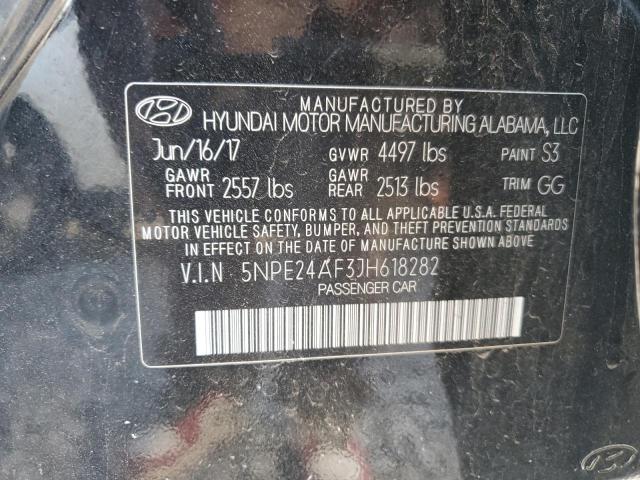 MANUFACTURED BY
HYUNDAI MOTOR MANUFACTURING ALABAMA, LLC
Jun/16/17 GVWR 4497 lbs PAINT S3
GAWR FRONT 2557 lbs GAWR REAR 2513 lbs TRIM GG
THIS VEHICLE CONFORMS TO ALL APPLICABLE U.S.A. FEDERAL
MOTOR VEHICLE SAFETY, BUMPER, AND THEFT PREVENTION STANDARDS
IN EFFECT ON THE DATE OF MANUFACTURE SHOWN ABOVE.
V.I.N 5NPE24AF3JH618282
PASSENGER CAR